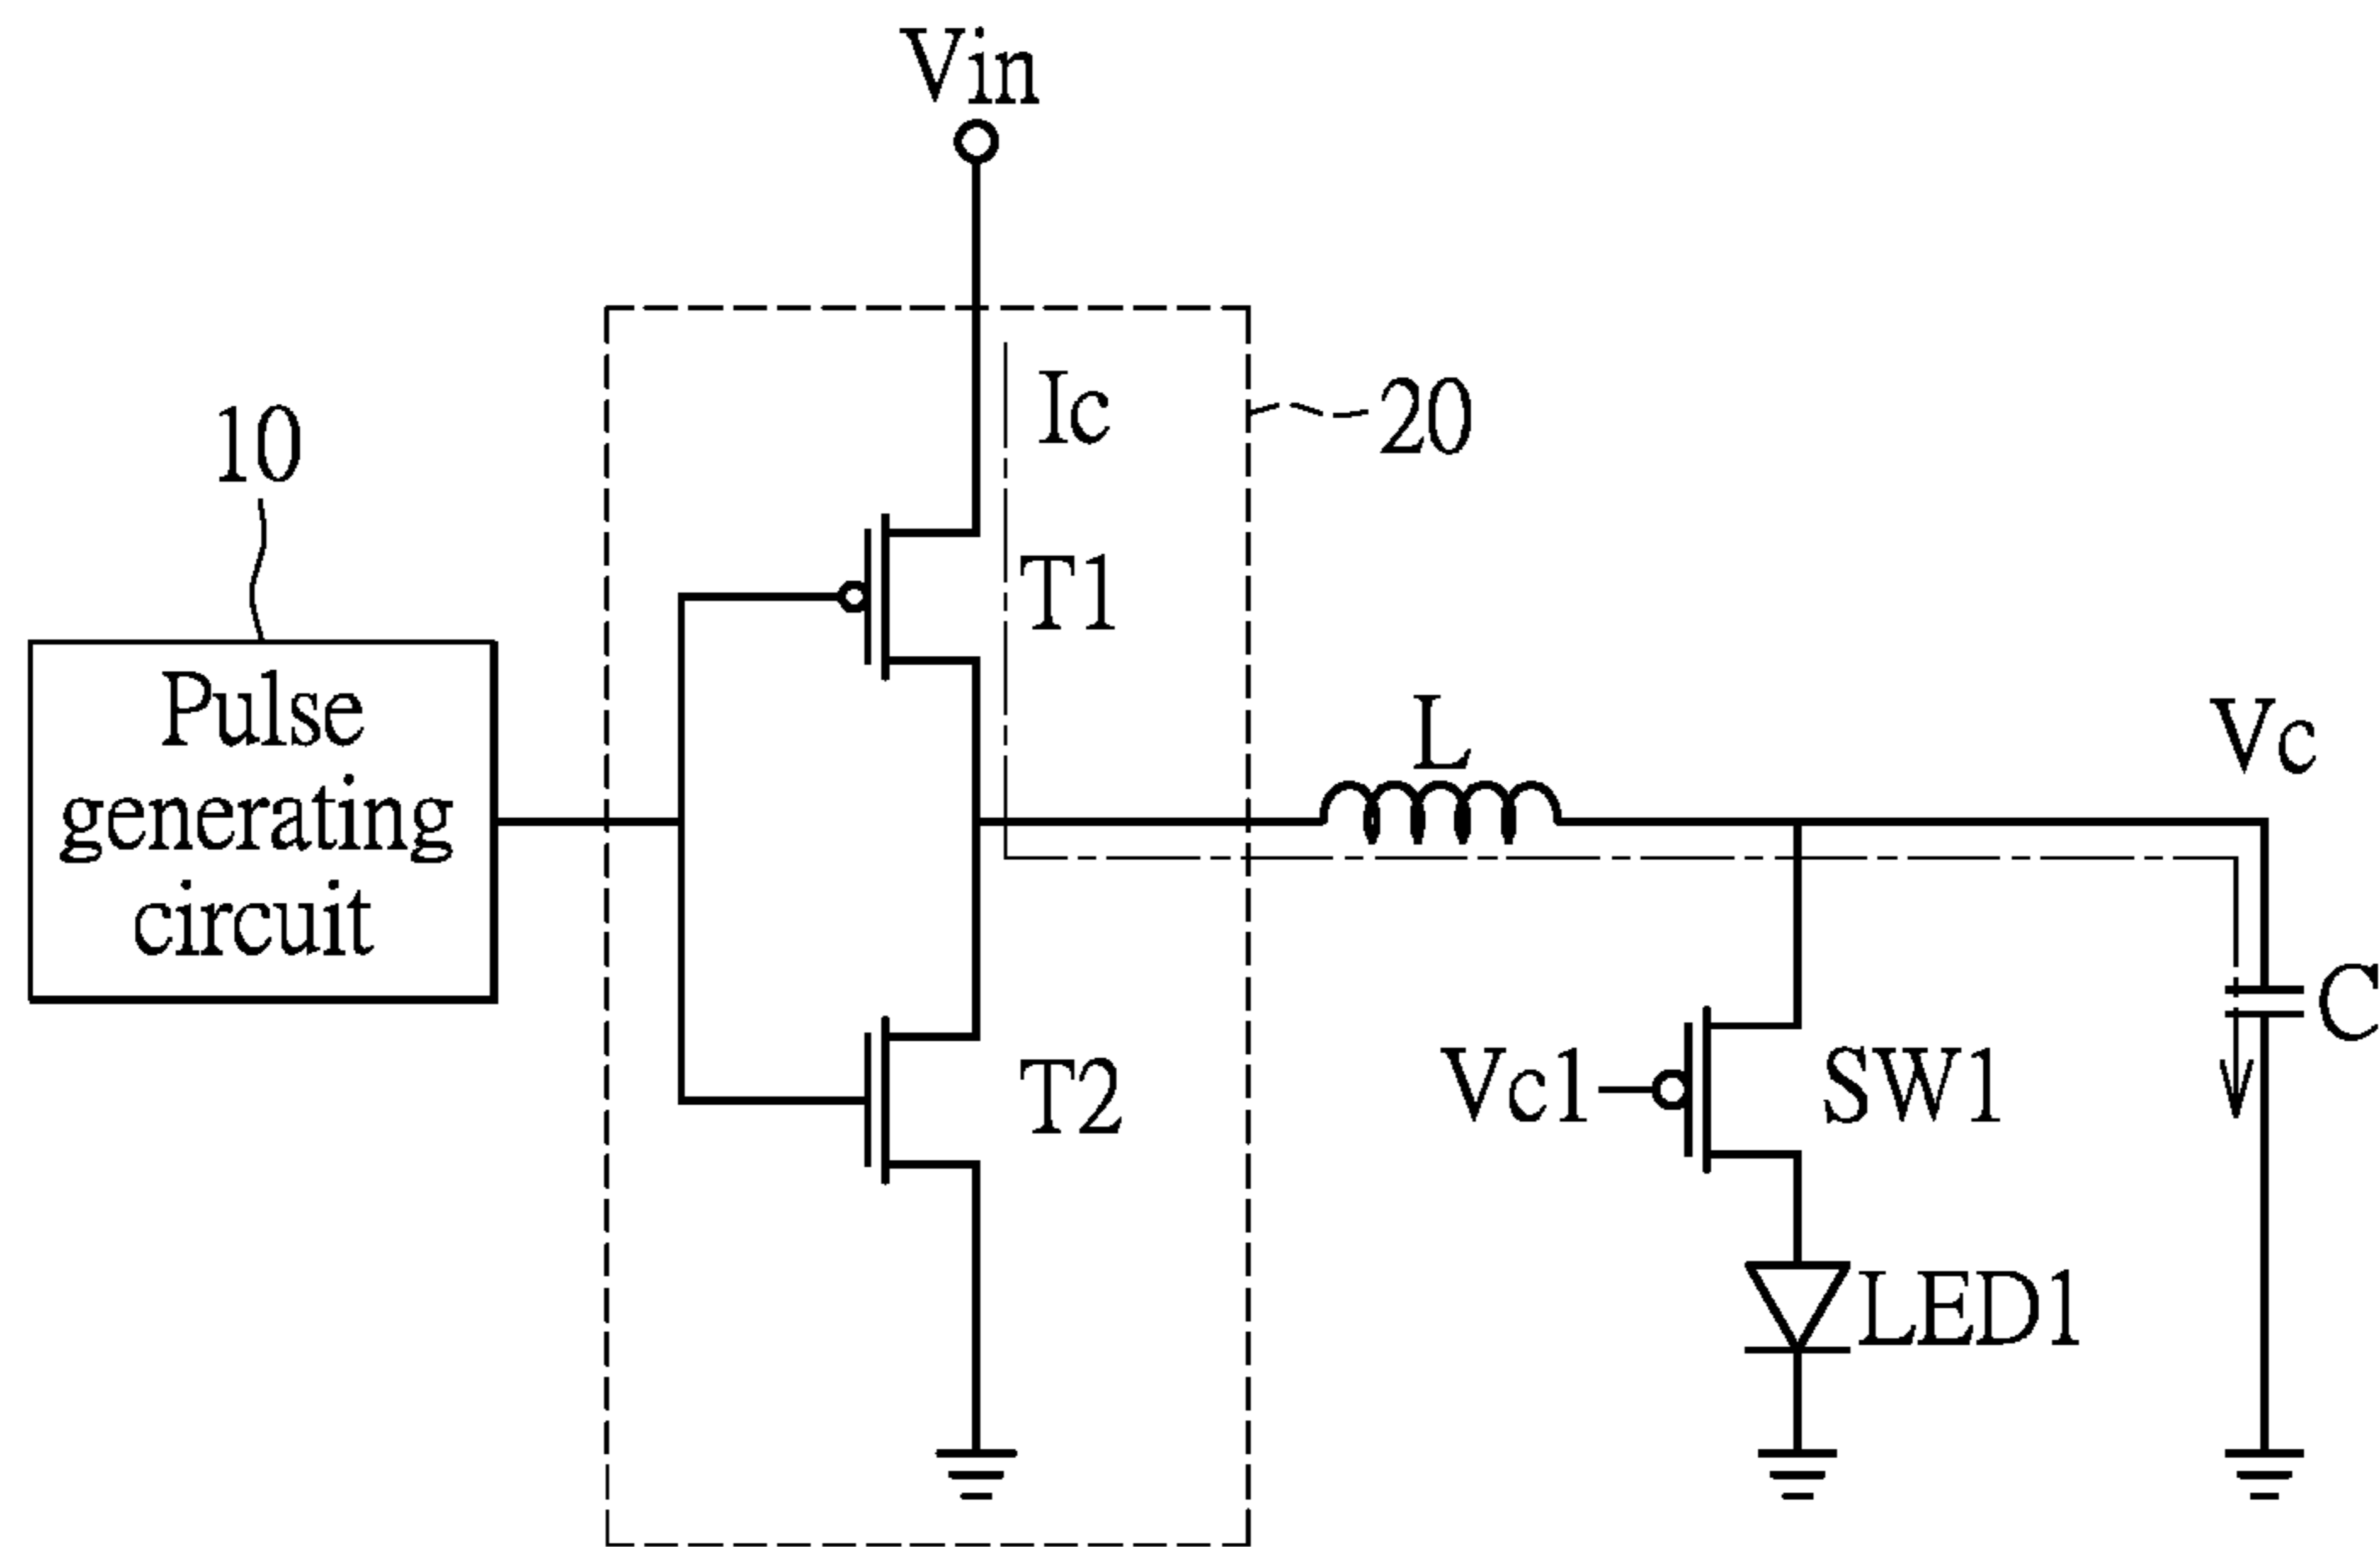 Vin
Ic
20
10
T1
Pulse
generating
circuit
L
Vc
C
T2
Vc1
SW1
LED1